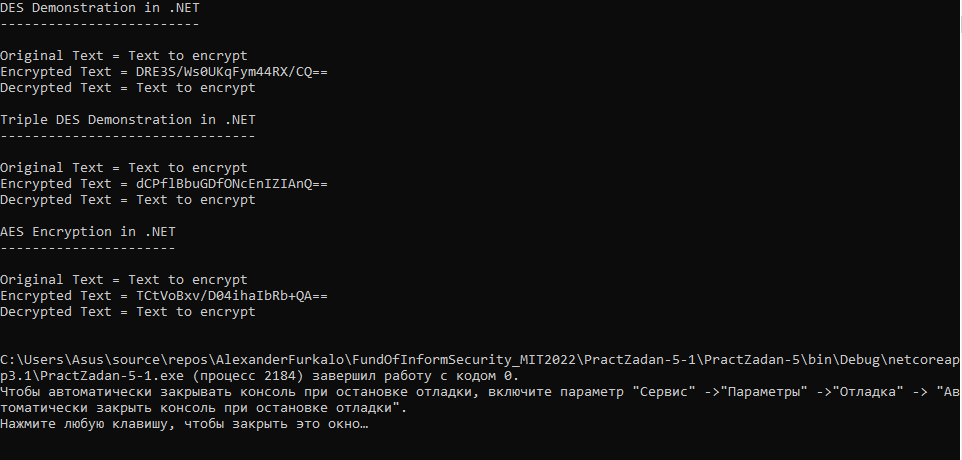 DES Demonstration in .NET
-------------------------
Original Text = Text to encrypt
Encrypted Text = DRE3S/Ws0UKqFym44RX/CQ==
Decrypted Text = Text to encrypt
Triple DES Demonstration in .NET
--------------------------------
Original Text = Text to encrypt
Encrypted Text = dCPflBbuGDfONcEnIZIAnQ==
Decrypted Text = Text to encrypt
AES Encryption in .NET
----------------------
Original Text = Text to encrypt
Encrypted Text = TCtVoBxv/D04ihaIbRb+QA==
Decrypted Text = Text to encrypt
C:\Users\Asus\source\repos\AlexanderFurkalo\FundOfInformSecurity_MIT2022\PractZadan-5-1\PractZadan-5\bin\Debug\netcoreap
p3.1\PractZadan-5-1.exe (процесс 2184) завершил работу с кодом 0.
Чтобы автоматически закрывать консоль при остановке отладки, включите параметр "Сервис" ->"Параметры" ->"Отладка" -> "Ав
томатически закрыть консоль при остановке отладки".
Нажмите любую клавишу, чтобы закрыть это окно…